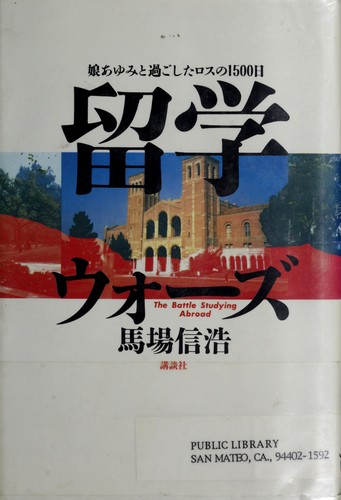 娘あゆみと過ごしたロスの1500日
留学
ウォーズ
The Battle Studying
Abroad
馬場信浩
講談社
PUBLIC LIBRARY
SAN MATEO, CA., 94402-1592